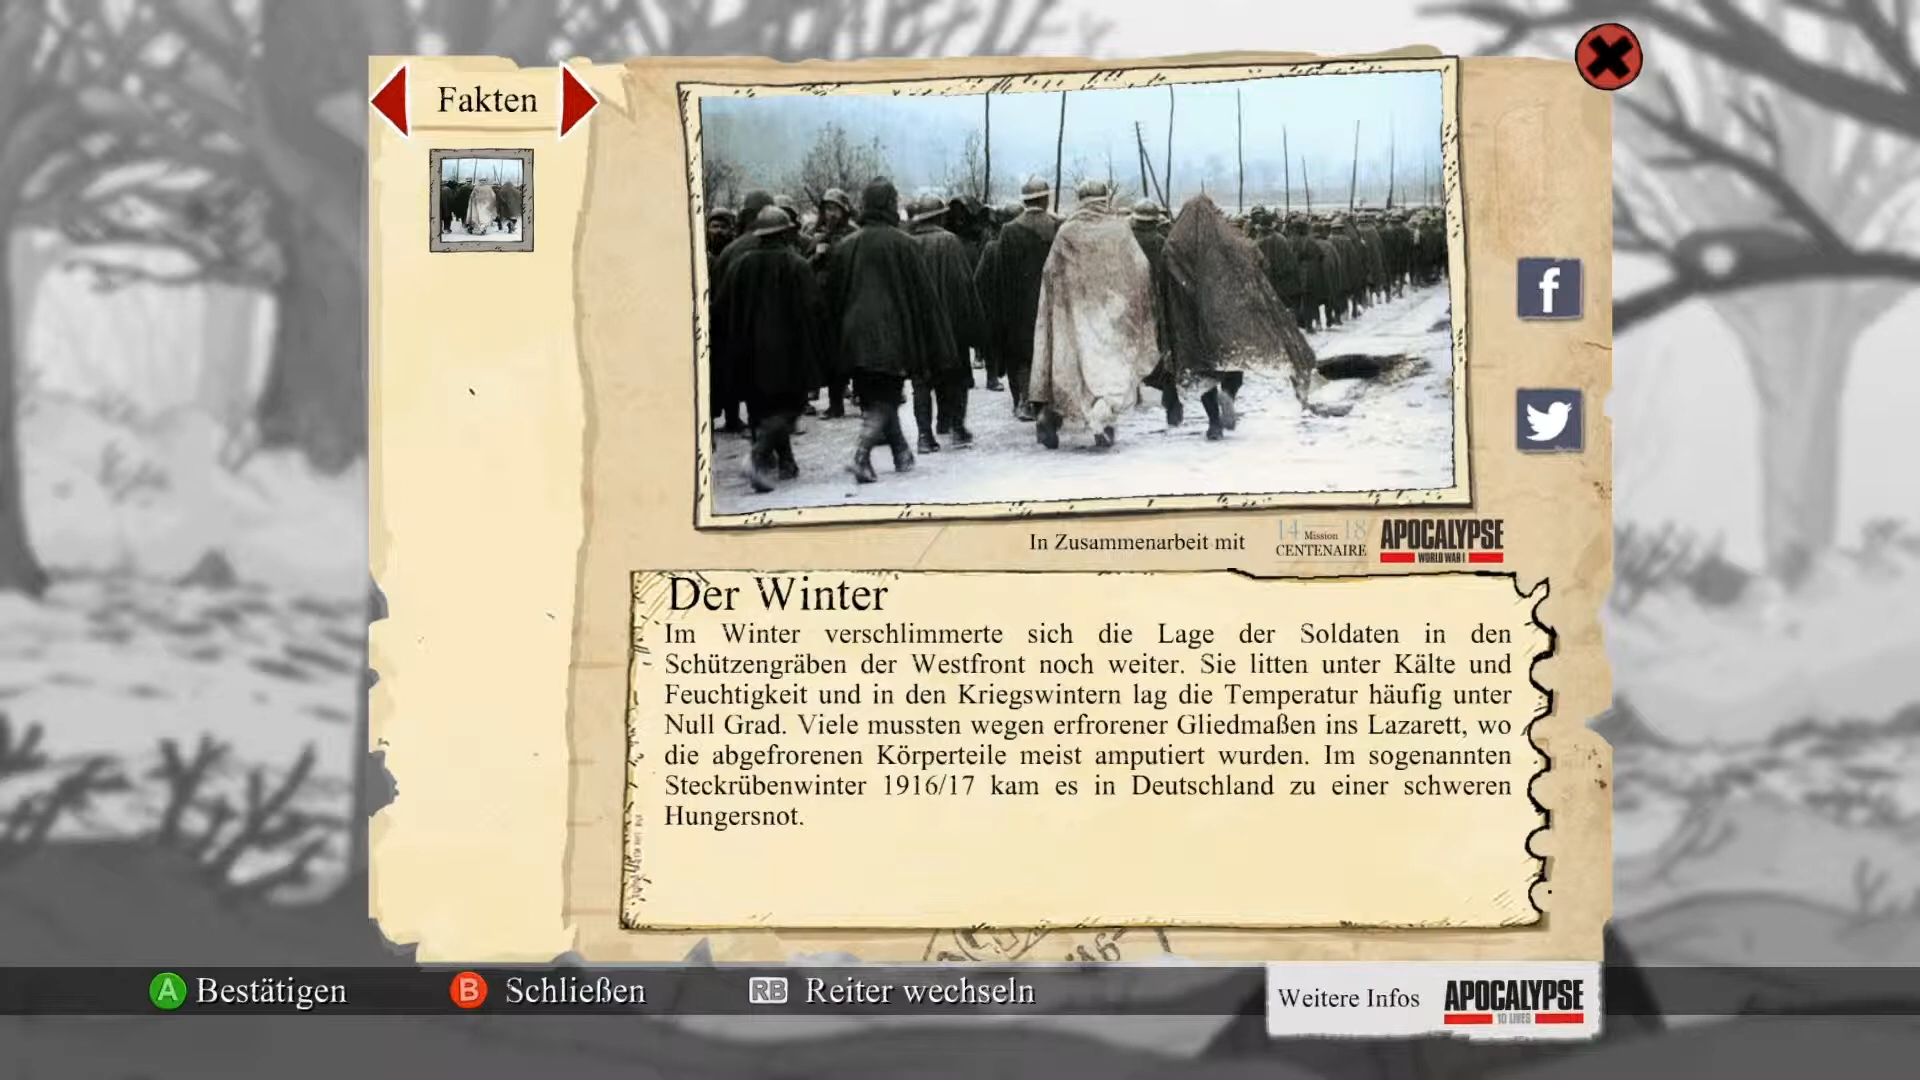 Fakten
f
In Zusammenarbeit mit
14 Mission 18
CENTENAIRE
APOCALYPSE
WORLD WAR I
Der Winter
Im Winter verschlimmerte sich die Lage der Soldaten in den
Schützengräben der Westfront noch weiter. Sie litten unter Kälte und
Feuchtigkeit und in den Kriegswintern lag die Temperatur häufig unter
Null Grad. Viele mussten wegen erfrorener Gliedmaßen ins Lazarett, wo
die abgefrorenen Körperteile meist amputiert wurden. Im sogenannten
Steckrübenwinter 1916/17 kam es in Deutschland zu einer schweren
Hungersnot.
A Bestätigen
B Schließen
RB Reiter wechseln
Weitere Infos
APOCALYPSE
10 LIVES